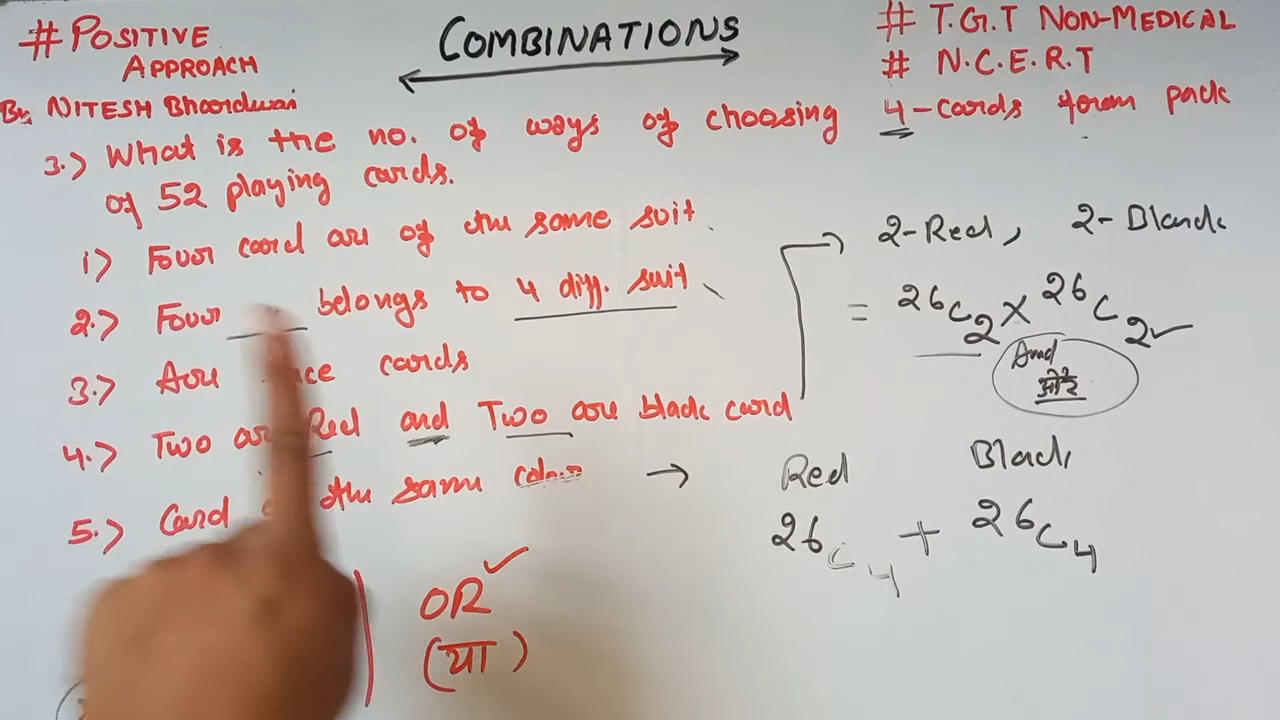 # POSITIVE
APPROACH
By NITESH Bhardwaj
COMBINATIONS
# T.G.T NON-MEDICAL
# N.C.E.R.T
3.) What is the no. of ways of choosing 4-cards from pack
of 52 playing cards.
1) Four card are of the same suit.
2.) Four belongs to 4 diff. suit
3.) Are cards
4.) Two are Red and Two are black card
5.) Card the same colour →
2-Red, 2-Black
= ²⁶C₂ × ²⁶C₂ ✓
And
और
Red Black
²⁶C₄ + ²⁶C₄
OR ✓
(या)